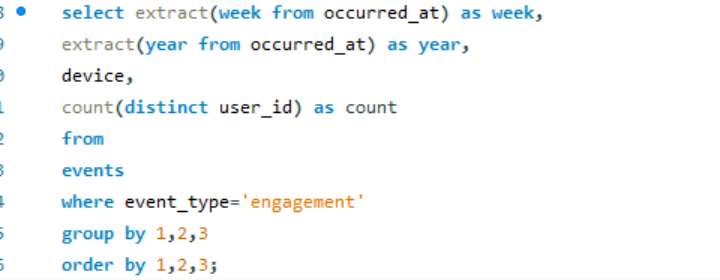 select extract(week from occurred_at) as week,
extract(year from occurred_at) as year,
device,
count(distinct user_id) as count
from
events
where event_type='engagement'
group by 1,2,3
order by 1,2,3;